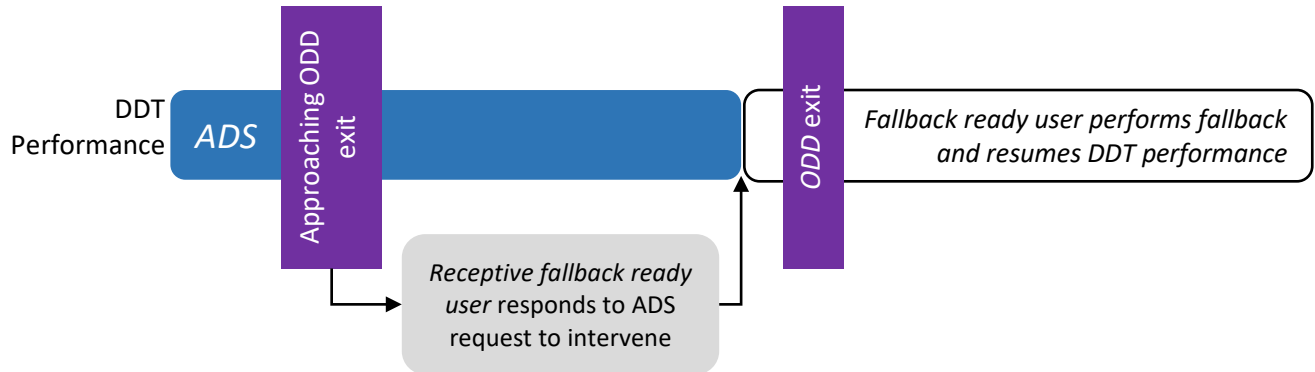 DDT
Performance
ADS
Approaching ODD
exit
ODD exit
Fallback ready user performs fallback
and resumes DDT performance
Receptive fallback ready
user responds to ADS
request to intervene